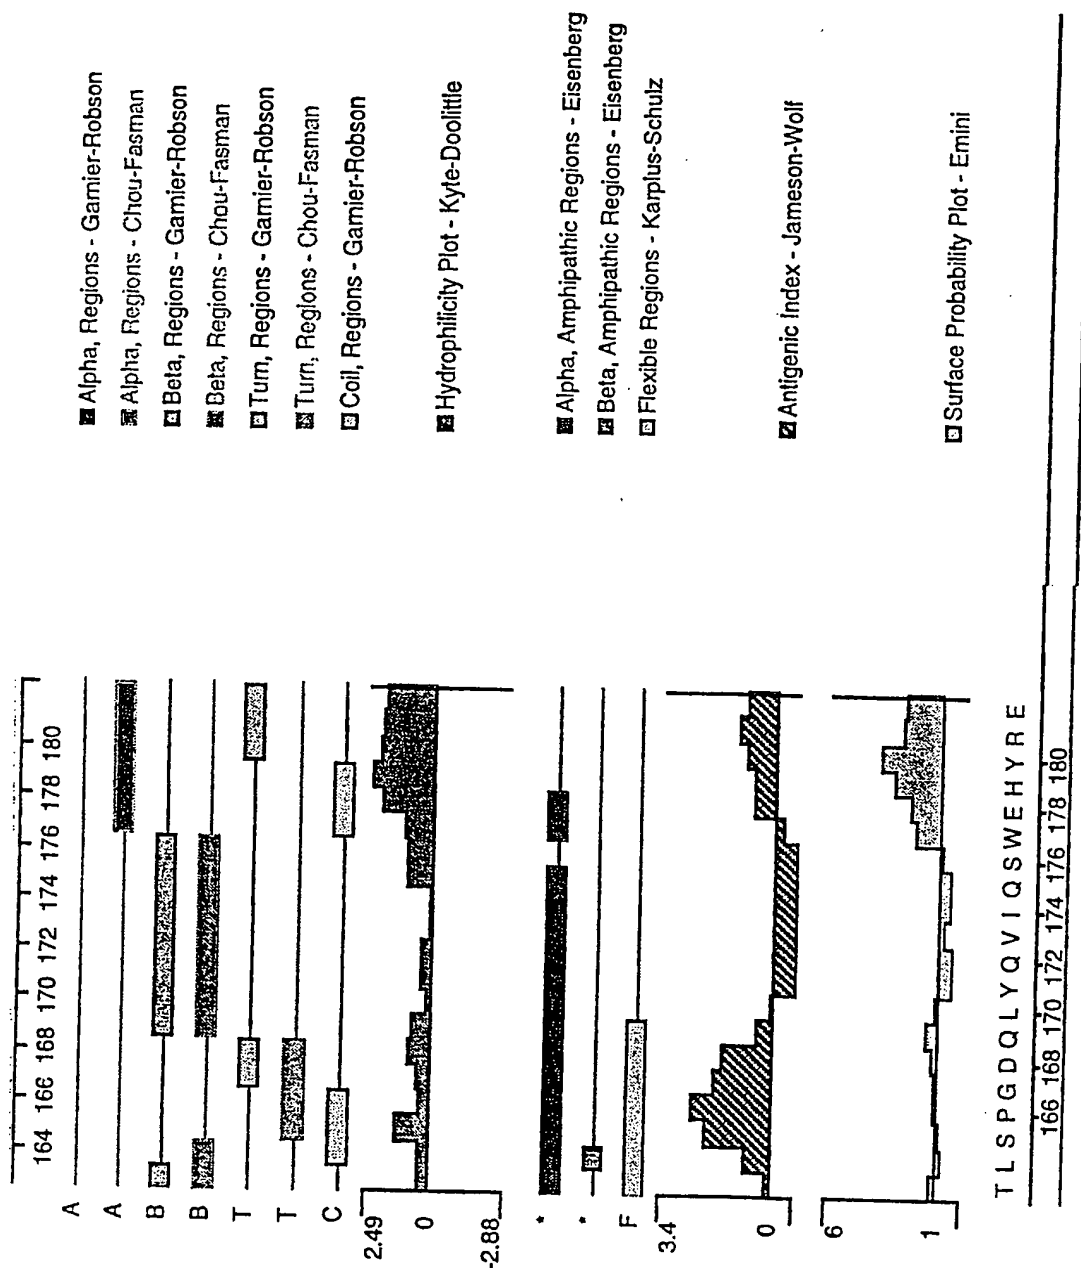 164 166 168 170 172 174 176 178 180
A
■ Alpha, Regions - Garnier-Robson
A
■ Alpha, Regions - Chou-Fasman
B
Beta, Regions - Garnier-Robson
B
Beta, Regions - Chou-Fasman
T
Turn, Regions - Garnier-Robson
T
Turn, Regions - Chou-Fasman
C
Coil, Regions - Garnier-Robson
2.49
0
-2.88
Hydrophilicity Plot - Kyte-Doolittle
*
Alpha, Amphipathic Regions - Eisenberg
*
Beta, Amphipathic Regions - Eisenberg
F
Flexible Regions - Karplus-Schulz
3.4
0
Antigenic Index - Jameson-Wolf
6
1
Surface Probability Plot - Emini
T L S P G D Q L Y Q V I Q S W E H Y R E
166 168 170 172 174 176 178 180